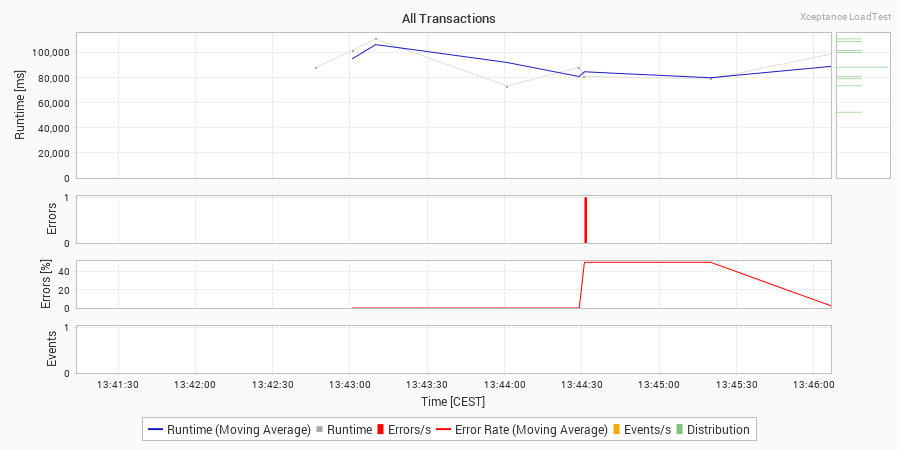 All Transactions
Xceptance LoadTest
Runtime [ms]
100,000
80,000
60,000
40,000
20,000
0
Errors
1
0
Errors [%]
40
20
0
Events
1
0
13:41:30 13:42:00 13:42:30 13:43:00 13:43:30 13:44:00 13:44:30 13:45:00 13:45:30 13:46:00
Time [CEST]
Runtime (Moving Average) Runtime Errors/s Error Rate (Moving Average) Events/s Distribution